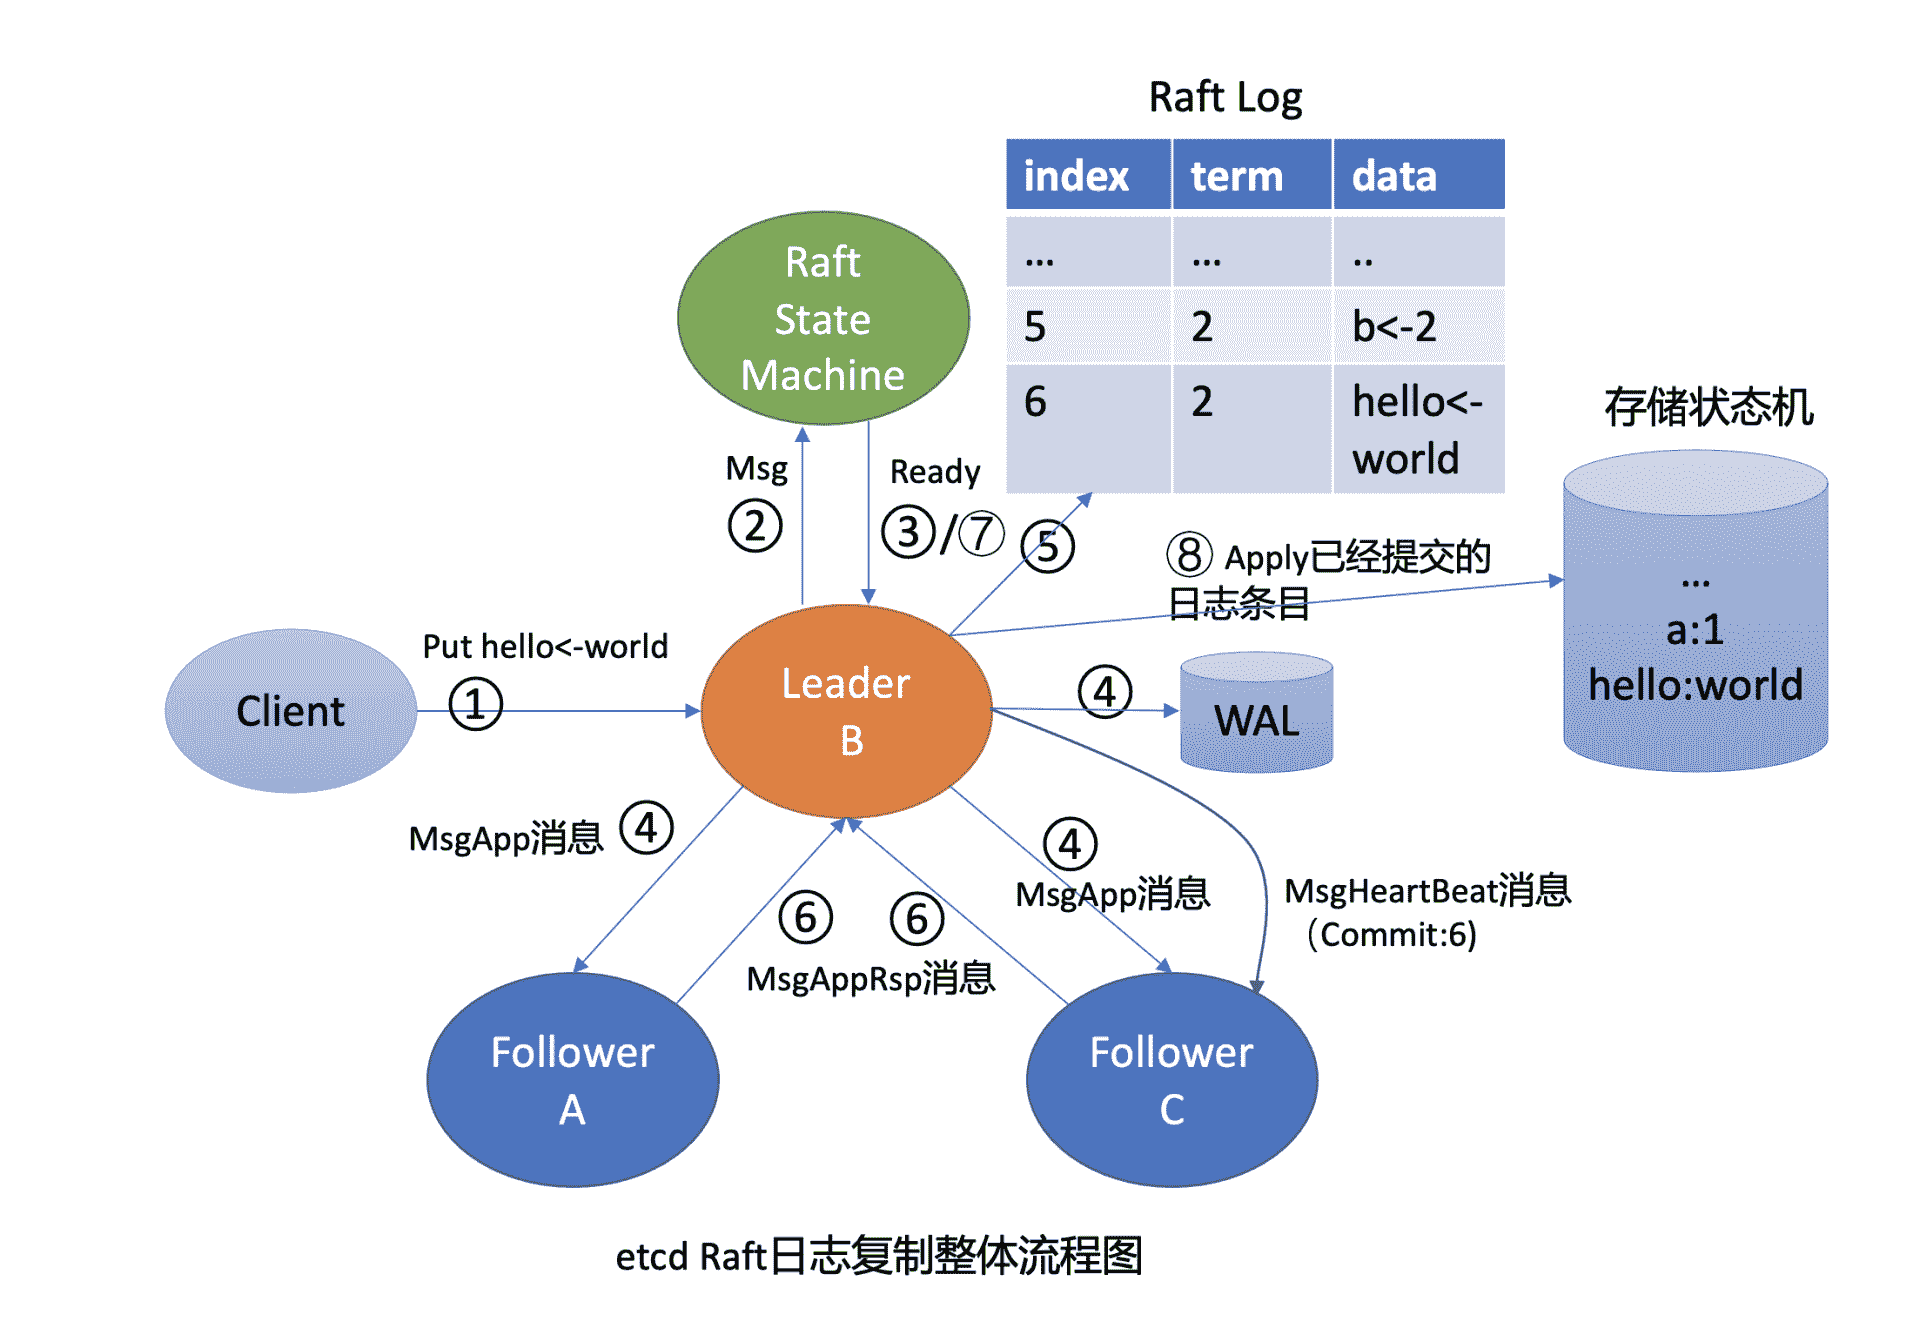 Raft Log
index term data
... ... ..
5 2 b<-2
6 2 hello<-
world
Raft
State
Machine
存储状态机
...
a:1
hello:world
Msg
②
Ready
③/⑦
⑤
⑧ Apply已经提交的
日志条目
Put hello<-world
①
Client
Leader
B
④
WAL
MsgApp消息 ④
④
MsgApp消息
⑥ ⑥
MsgAppRsp消息
MsgHeartBeat消息
（Commit:6)
Follower
A
Follower
C
etcd Raft日志复制整体流程图